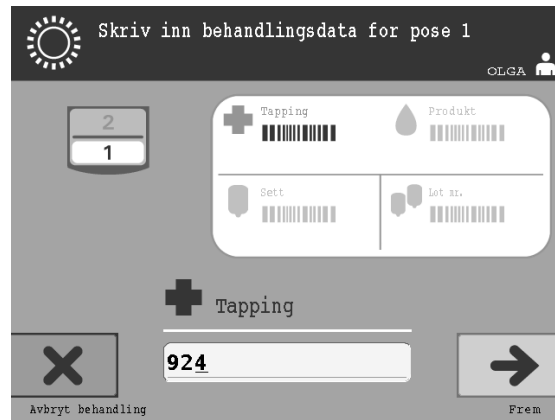 Skriv inn behandlingsdata for pose 1
OLGA
2
1
Tapping
Produkt
Sett
Lot nr.
Tapping
924
Avbryt behandling
Frem